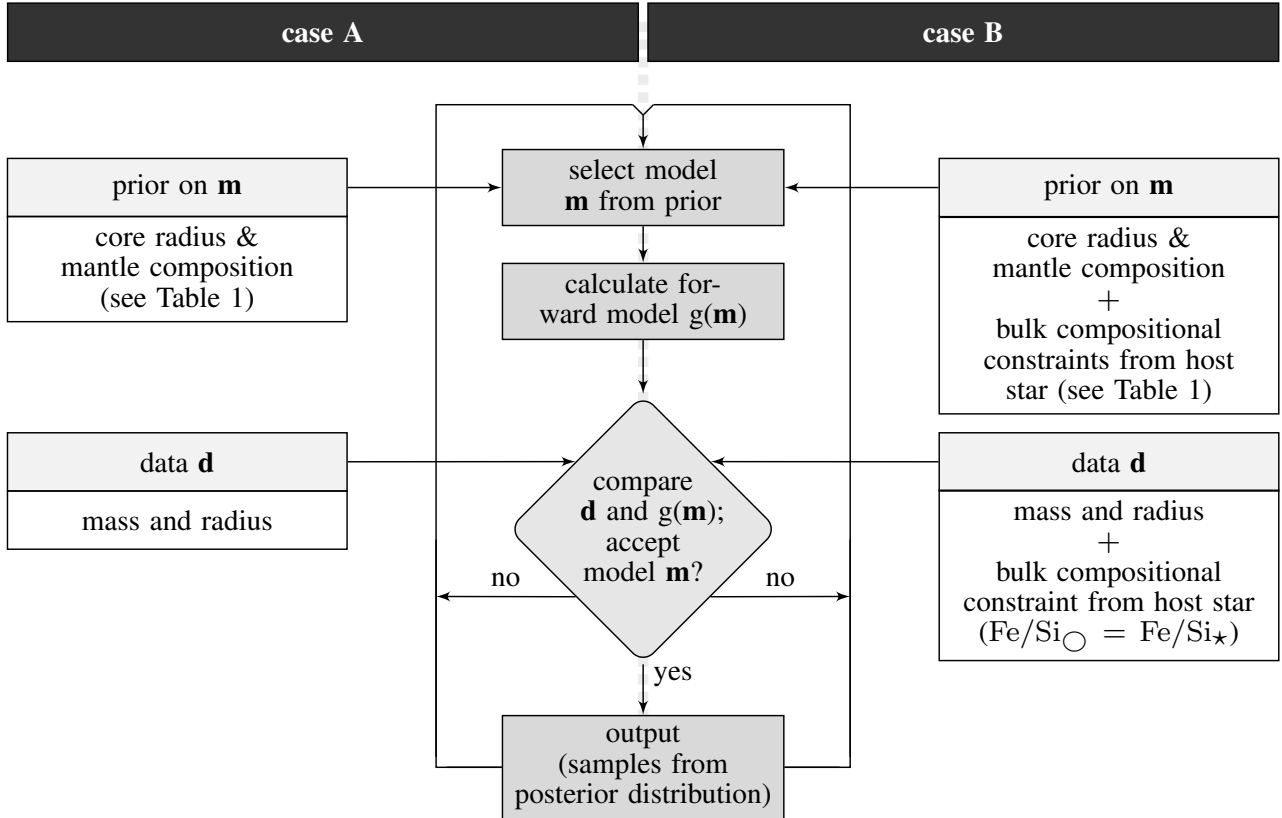 case A
case B
prior on m
core radius &
mantle composition
(see Table 1)
data d
mass and radius
select model
m from prior
calculate for-
ward model g(m)
compare
d and g(m);
accept
model m?
no
no
yes
output
(samples from
posterior distribution)
prior on m
core radius &
mantle composition
+
bulk compositional
constraints from host
star (see Table 1)
data d
mass and radius
+
bulk compositional
constraint from host star
(Fe/Si○ = Fe/Si⋆)